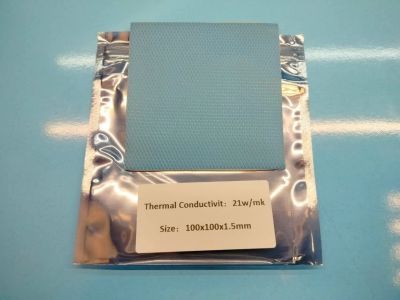 Thermal Conductivit：21w/mk
Size：100x100x1.5mm